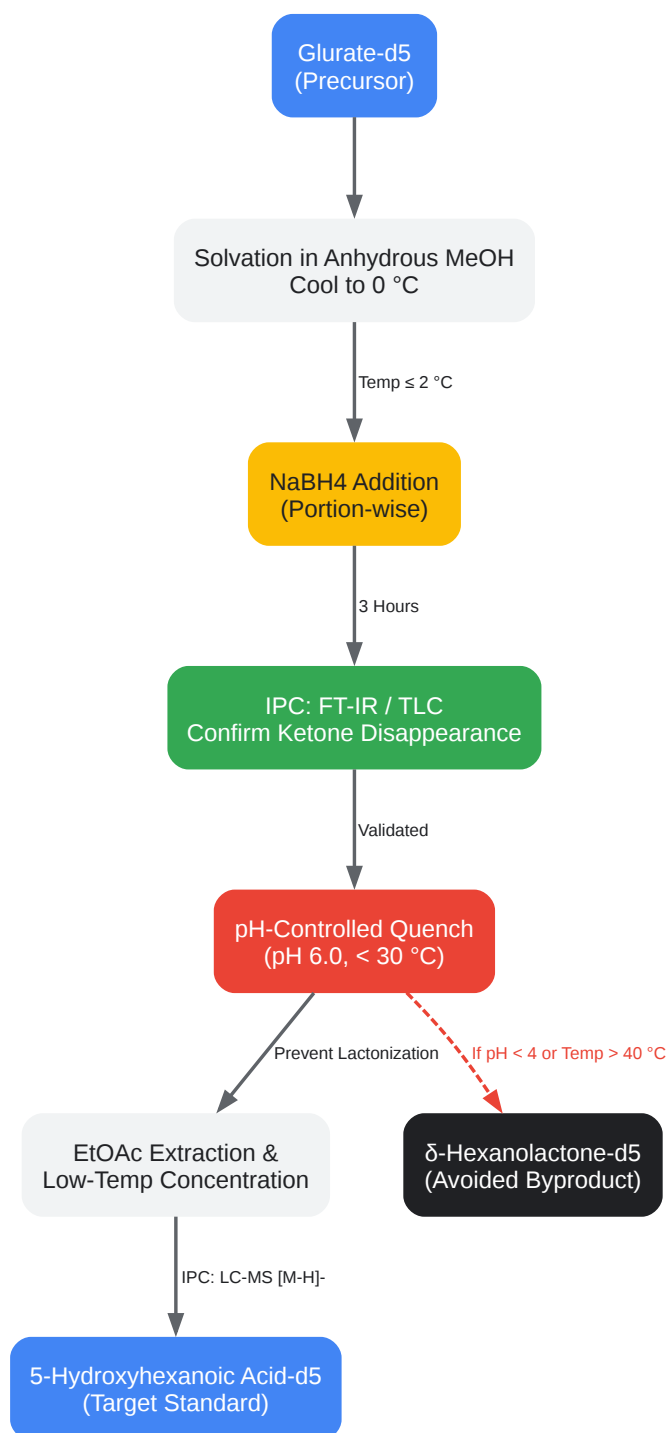 Glurate-d5
(Precursor)
Solvation in Anhydrous MeOH
Cool to 0 °C
Temp ≤ 2 °C
NaBH4 Addition
(Portion-wise)
3 Hours
IPC: FT-IR / TLC
Confirm Ketone Disappearance
Validated
pH-Controlled Quench
(pH 6.0, < 30 °C)
Prevent Lactonization
If pH < 4 or Temp > 40 °C
EtOAc Extraction &
Low-Temp Concentration
δ-Hexanolactone-d5
(Avoided Byproduct)
IPC: LC-MS [M-H]-
5-Hydroxyhexanoic Acid-d5
(Target Standard)